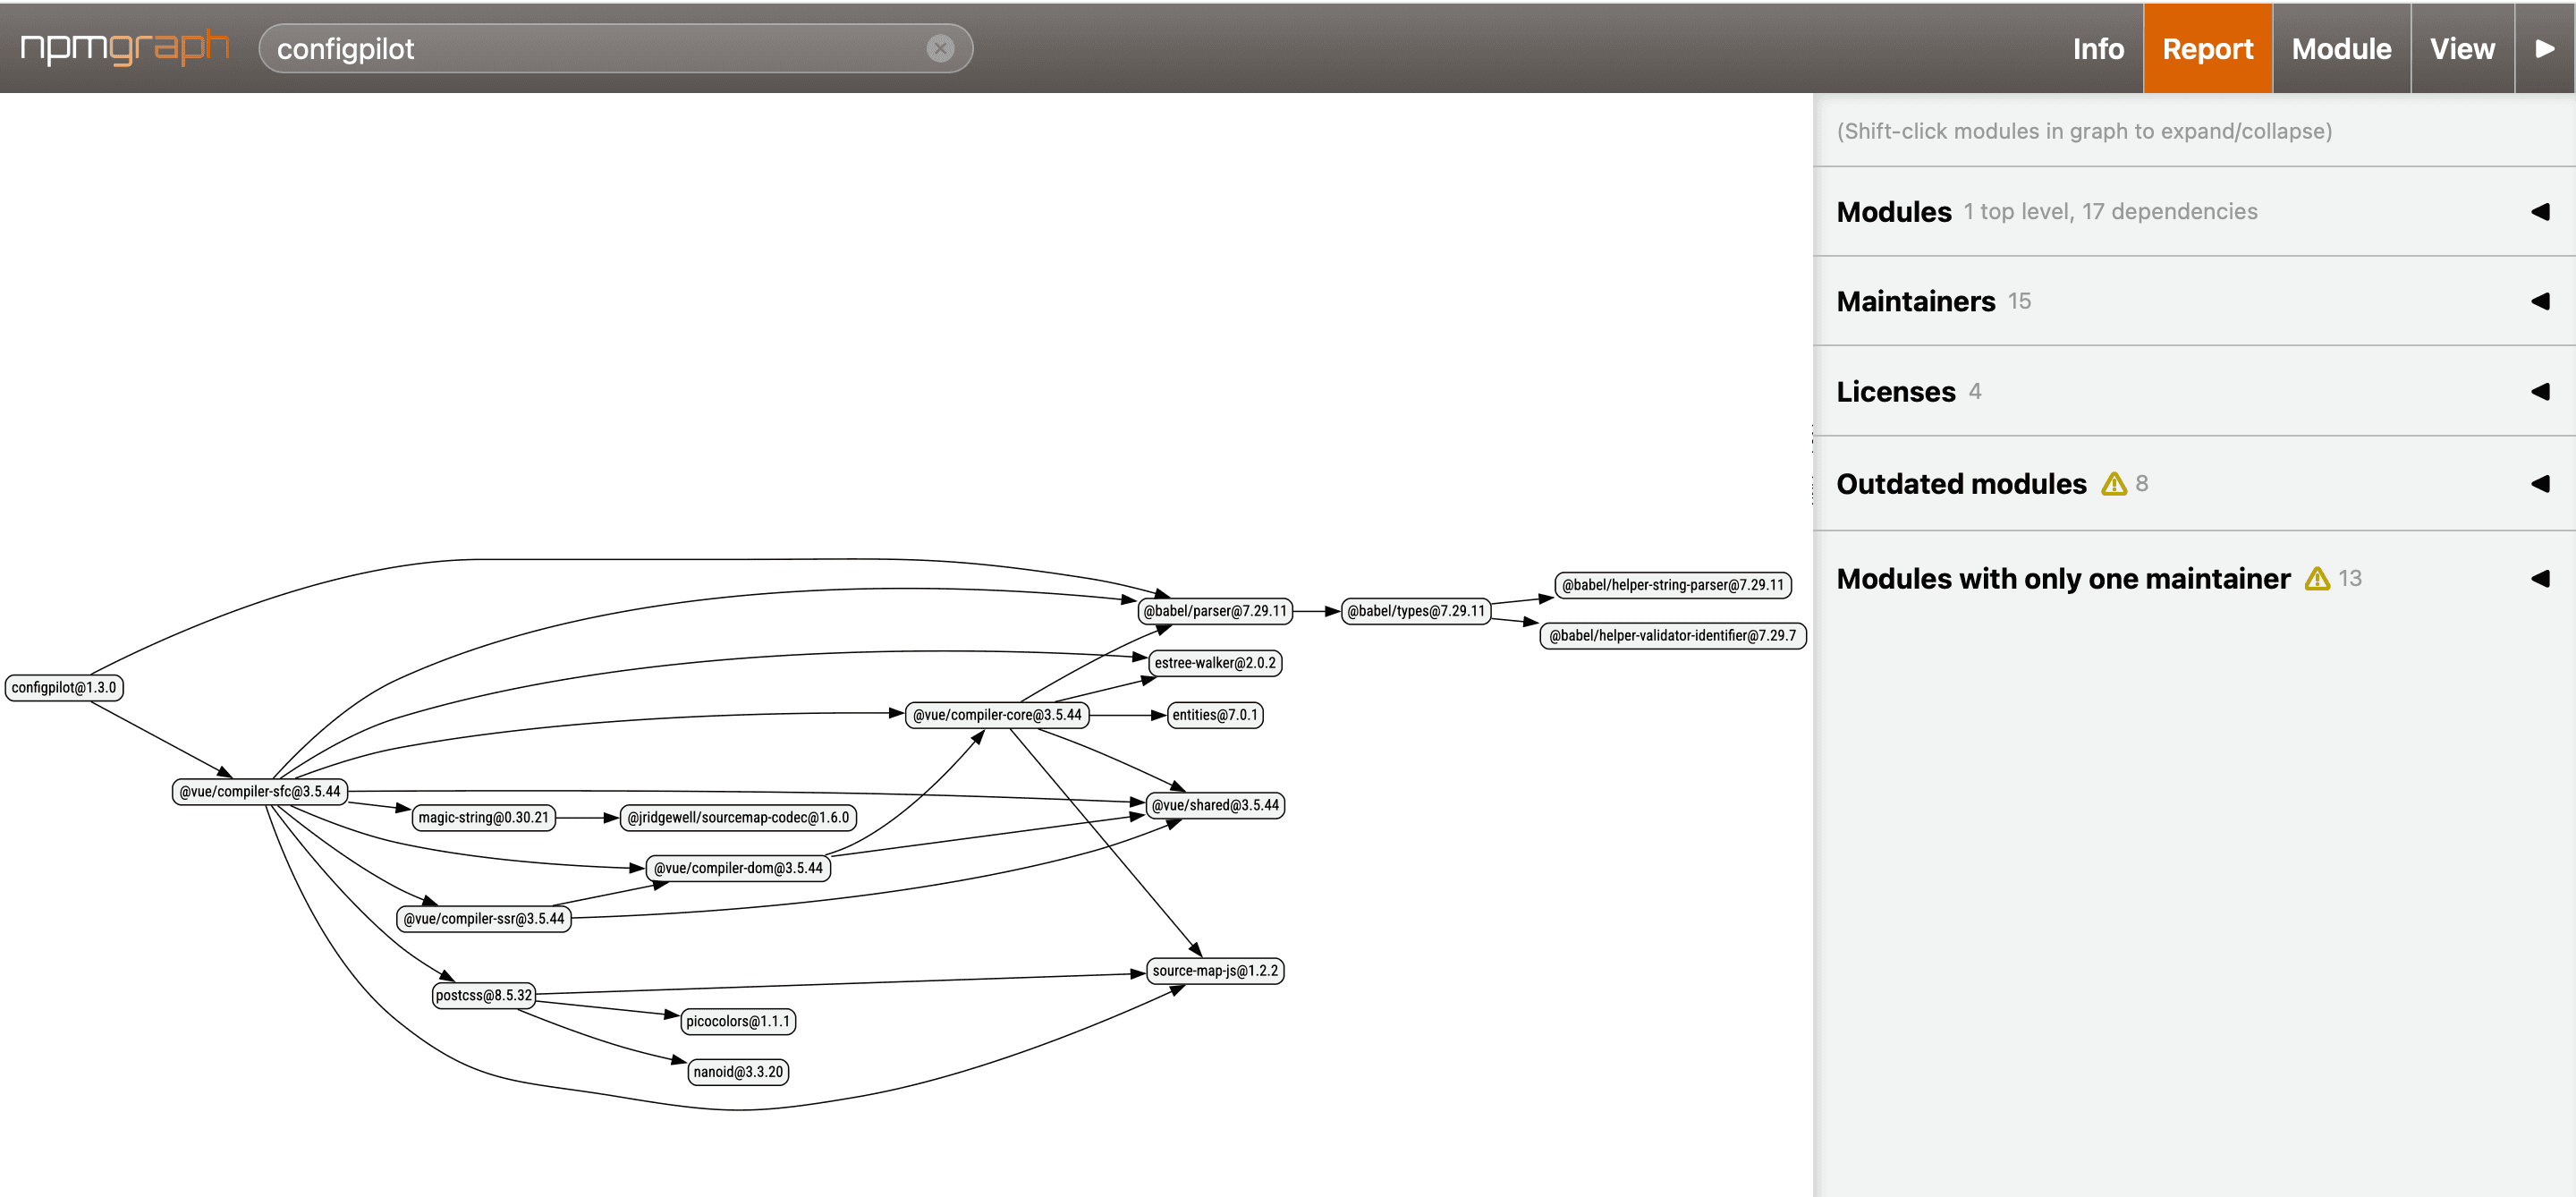 npmgraph
configpilot
Info
Report
Module
View
(Shift-click modules in graph to expand/collapse)
Modules 1 top level, 17 dependencies
Maintainers 15
Licenses 4
Outdated modules 8
Modules with only one maintainer 13
@babel/helper-string-parser@7.29.11
@babel/parser@7.29.11
@babel/types@7.29.11
@babel/helper-validator-identifier@7.29.7
estree-walker@2.0.2
configpilot@1.3.0
@vue/compiler-core@3.5.44
entities@7.0.1
@vue/compiler-sfc@3.5.44
@vue/shared@3.5.44
magic-string@0.30.21
@jridgewell/sourcemap-codec@1.6.0
@vue/compiler-dom@3.5.44
@vue/compiler-ssr@3.5.44
source-map-js@1.2.2
postcss@8.5.32
picocolors@1.1.1
nanoid@3.3.20